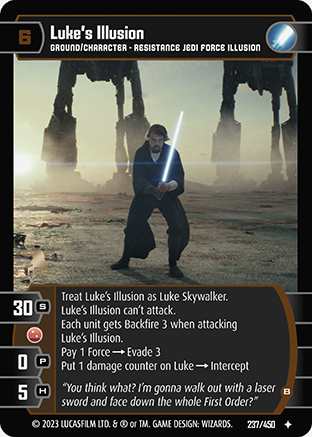 6
Luke's Illusion
GROUND/CHARACTER - RESISTANCE JEDI FORCE ILLUSION
30 S
Treat Luke's Illusion as Luke Skywalker.
Luke's Illusion can't attack.
Each unit gets Backfire 3 when attacking
Luke's Illusion.
0 P
Pay 1 Force → Evade 3
Put 1 damage counter on Luke → Intercept
5 H
"You think what? I'm gonna walk out with a laser
sword and face down the whole First Order?"
B
© 2023 LUCASFILM LTD. & ® or TM. GAME DESIGN: WIZARDS.
237/450